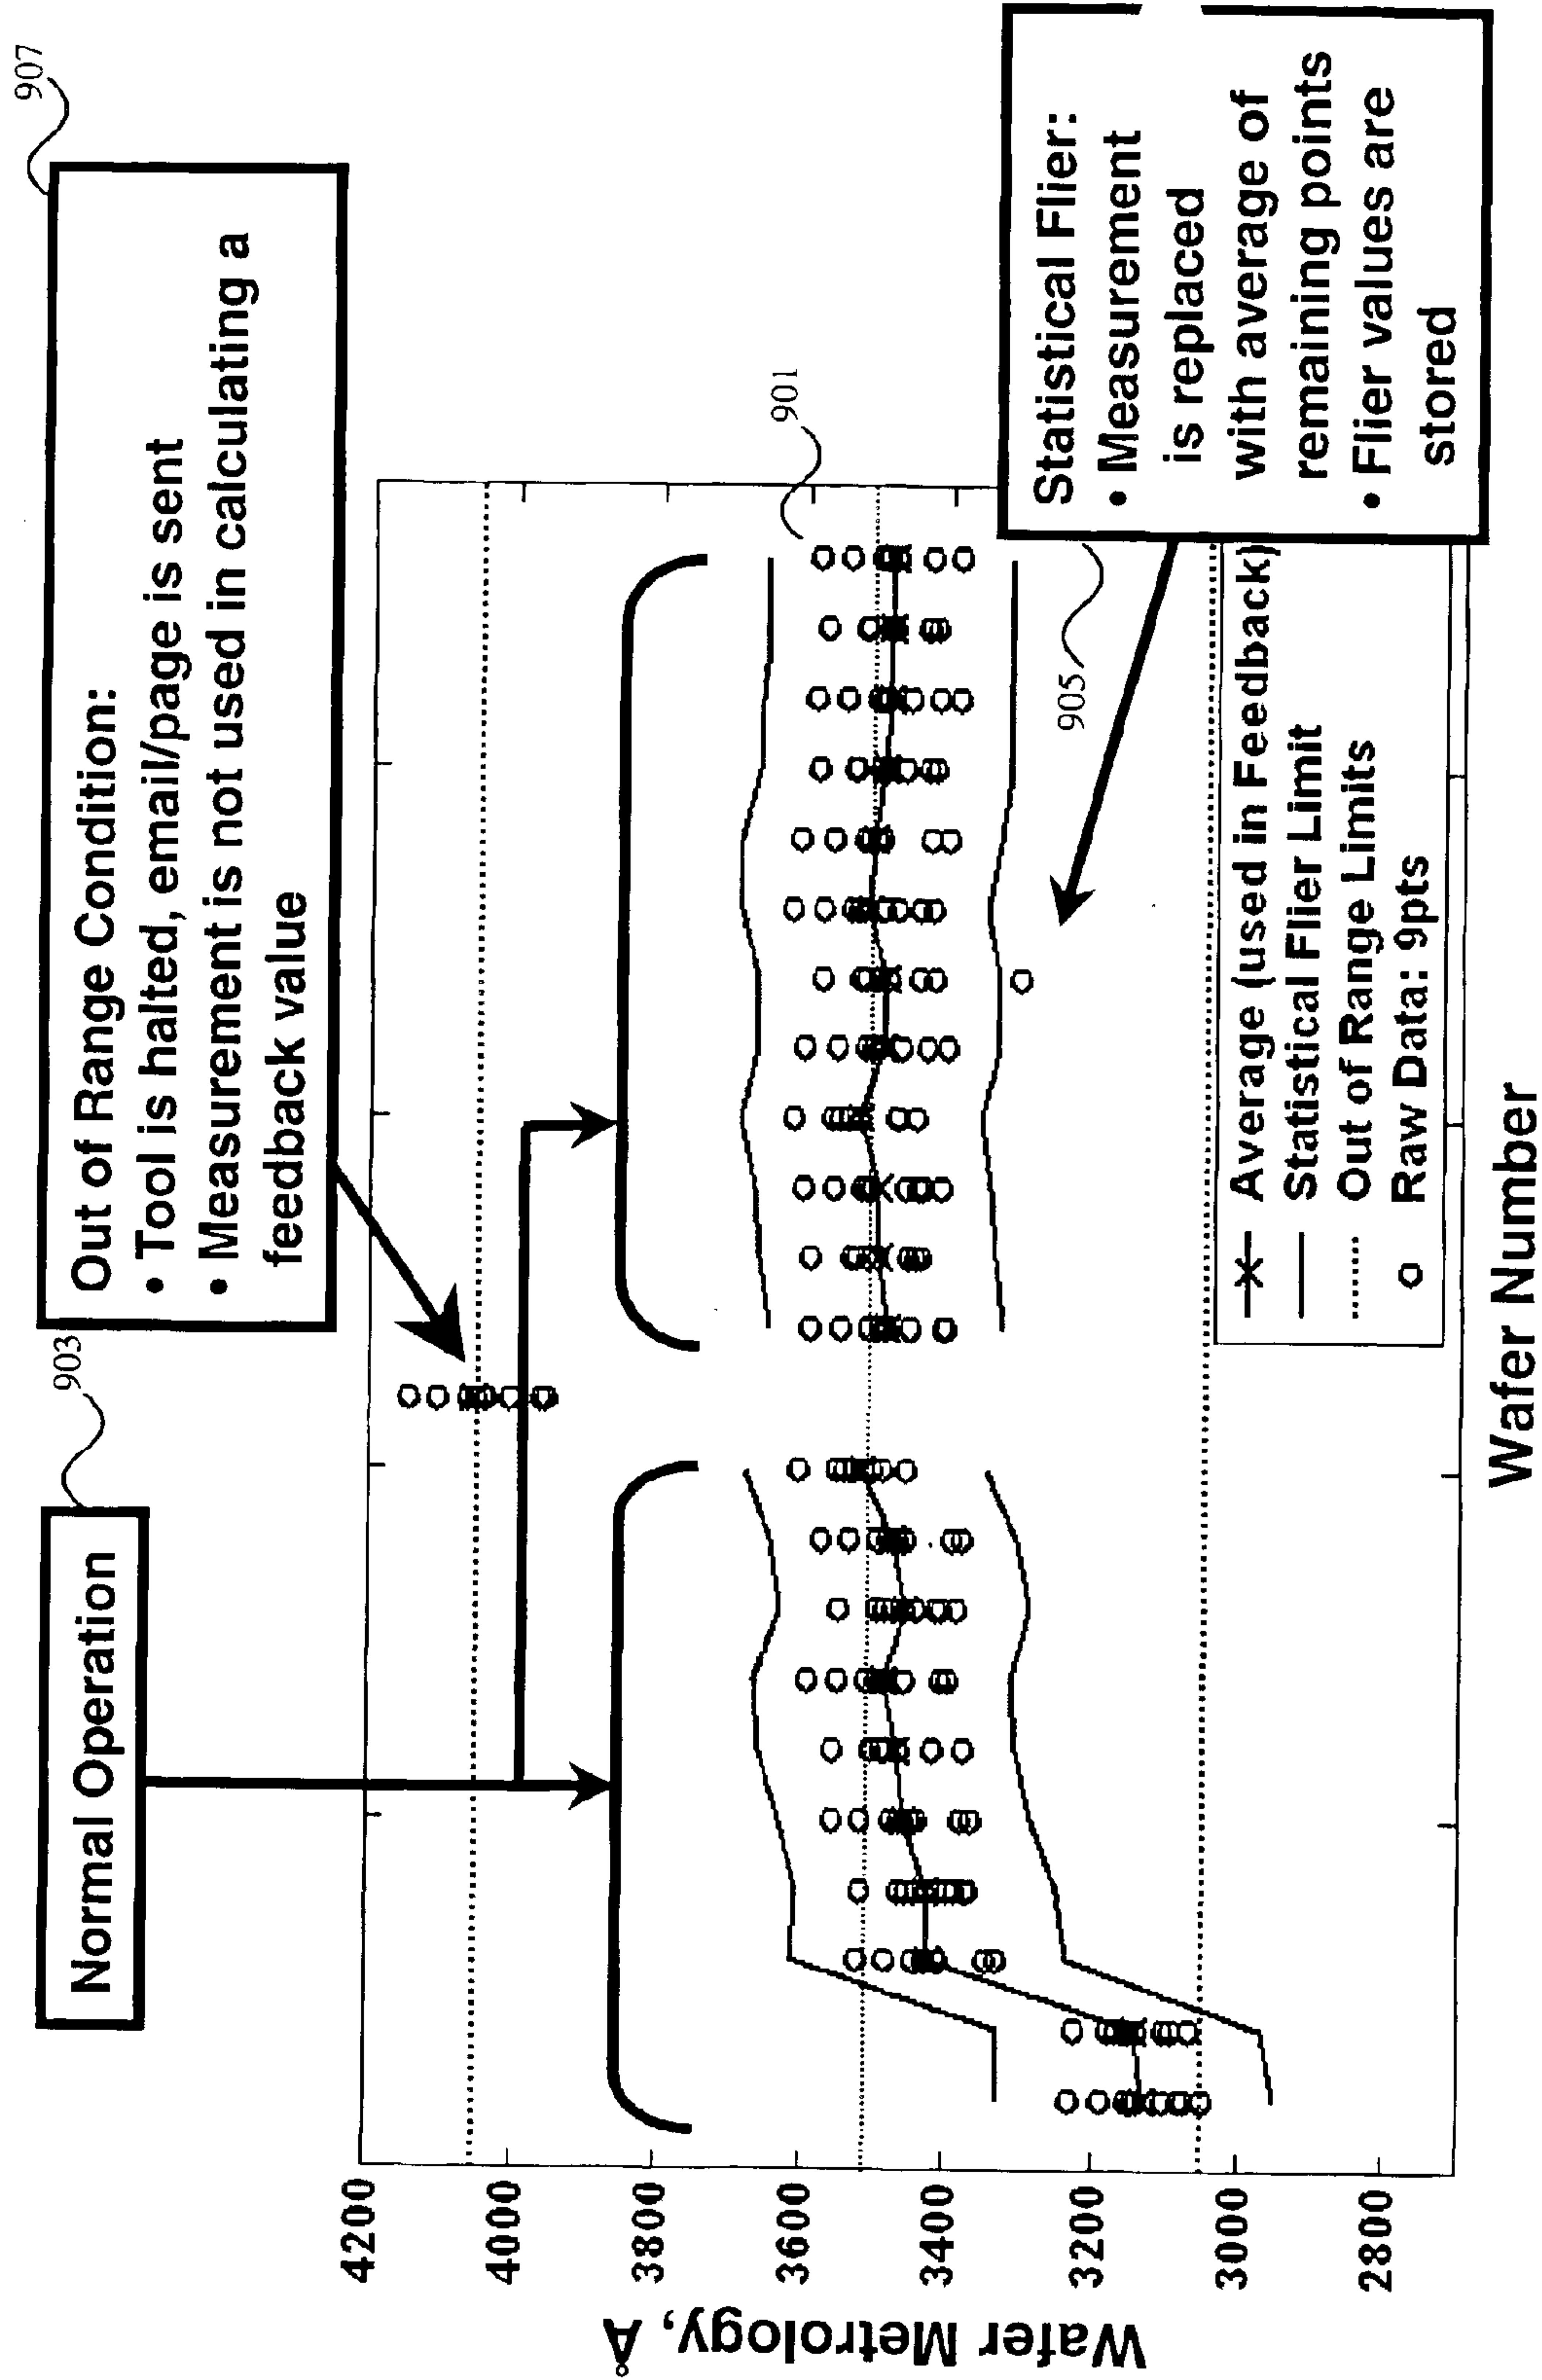 907
Out of Range Condition:
• Tool is halted, email/page is sent
• Measurement is not used in calculating a
feedback value
903
Normal Operation
901
905
Statistical Flier:
• Measurement
is replaced
with average of
remaining points
• Flier values are
stored
Average (used in Feedback)
Statistical Flier Limit
Out of Range Limits
Raw Data: 9pts
4200
4000
3800
3600
3400
3200
3000
2800
Wafer Metrology, Å
Wafer Number